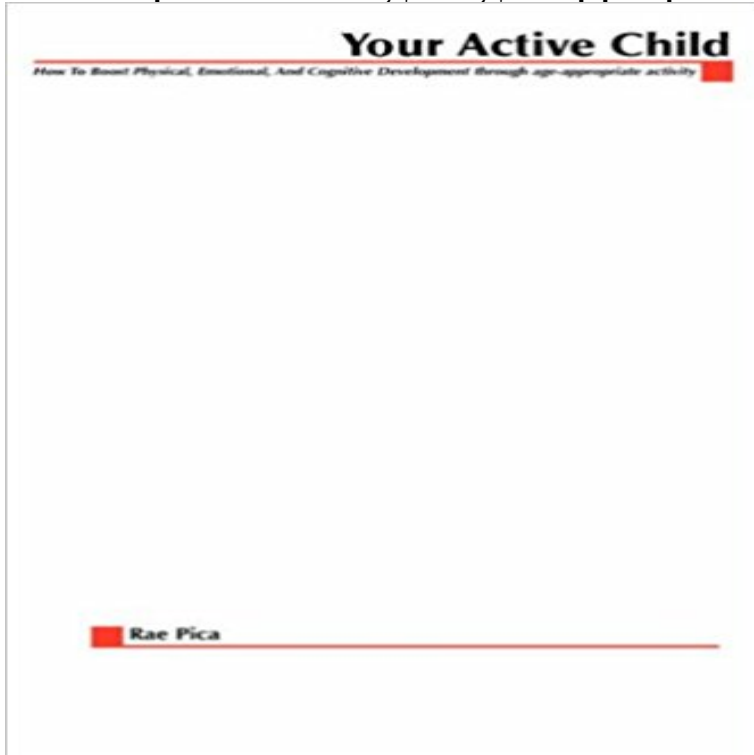 Your Active Child
How To Boost Physical, Emotional, And Cognitive Development through age-appropriate activity
Rae Pica